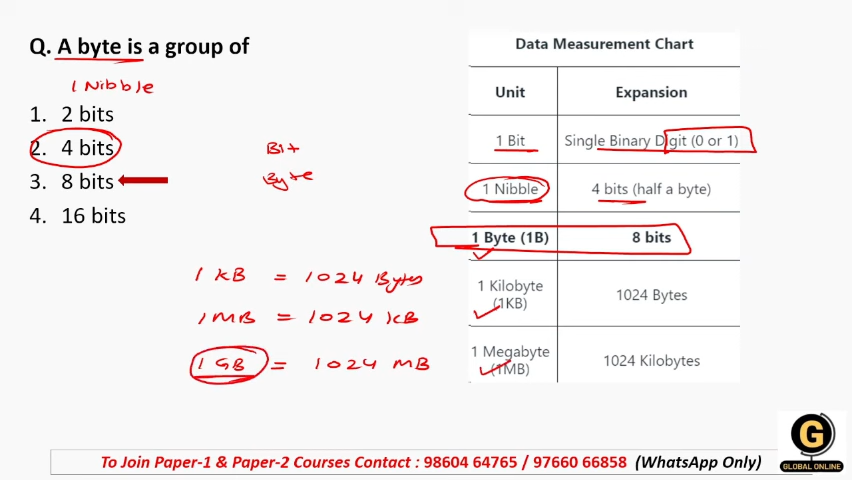 Q. A byte is a group of
1 Nibble
1. 2 bits
2. 4 bits
3. 8 bits
4. 16 bits
Bit
Byte
1 KB = 1024 Bytes
1 MB = 1024 KB
1 GB = 1024 MB
Data Measurement Chart
Unit Expansion
1 Bit Single Binary Digit (0 or 1)
1 Nibble 4 bits (half a byte)
1 Byte (1B) 8 bits
1 Kilobyte
(1KB) 1024 Bytes
1 Megabyte
(1MB) 1024 Kilobytes
G
GLOBAL ONLINE
To Join Paper-1 & Paper-2 Courses Contact : 98604 64765 / 97660 66858 (WhatsApp Only)